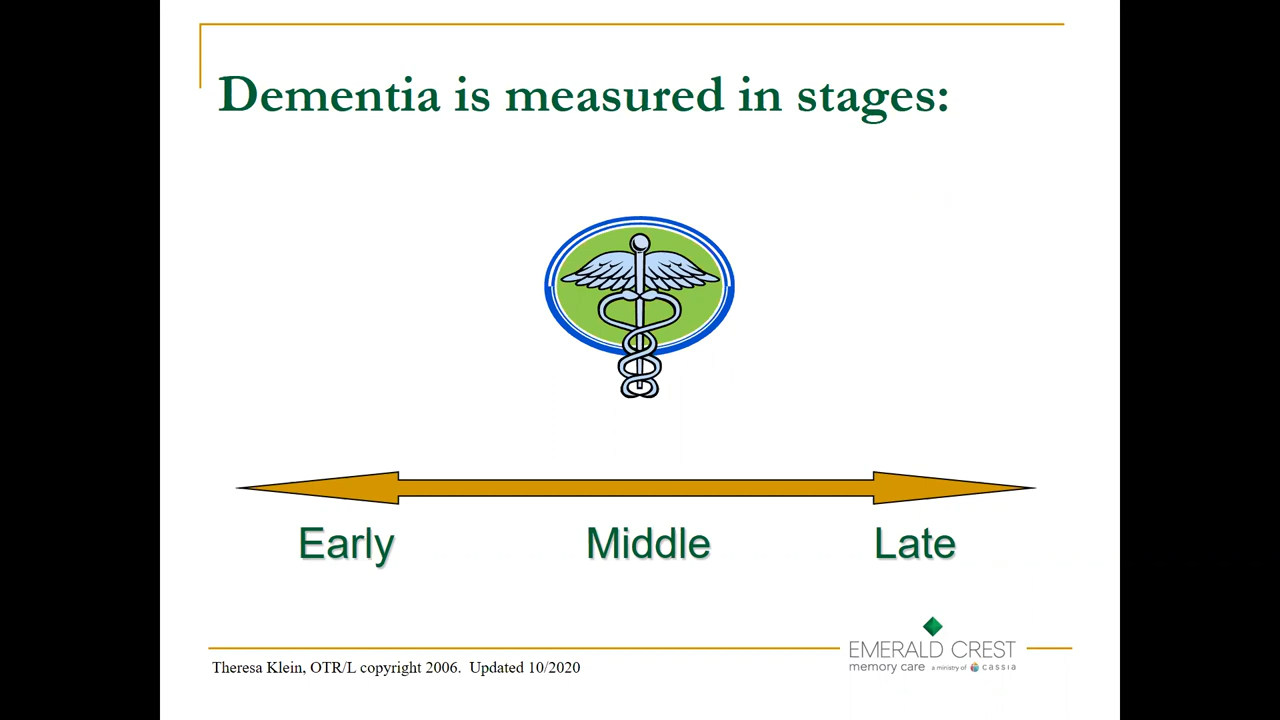 Dementia is measured in stages:
Early Middle Late
EMERALD CREST
memory care a ministry of cassia
Theresa Klein, OTR/L copyright 2006. Updated 10/2020